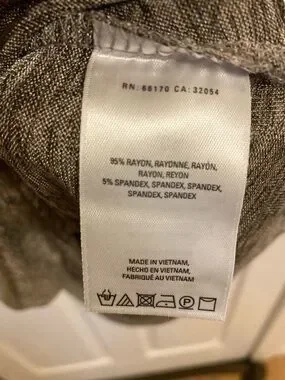 RN: 66170 CA: 32054
95% RAYON, RAYONNE, RAYÓN,
RAYON, REYON
5% SPANDEX, SPANDEX, SPANDEX,
SPANDEX, SPANDEX
MADE IN VIETNAM,
HECHO EN VIETNAM,
FABRIQUÉ AU VIETNAM,
P